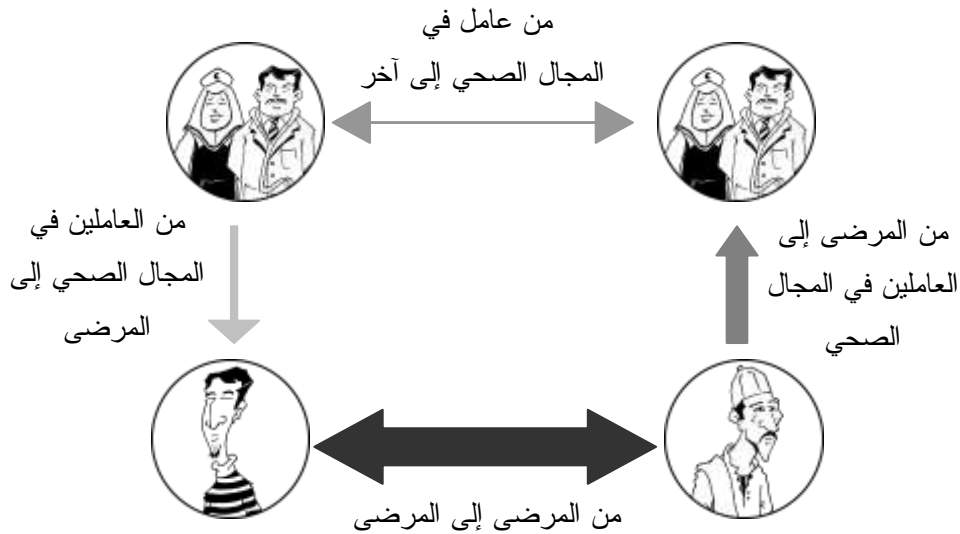 من عامل في
المجال الصحي إلى آخر
من المرضى إلى
العاملين في المجال
الصحي
من العاملين في
المجال الصحي إلى
المرضى
من المرضى إلى المرضى